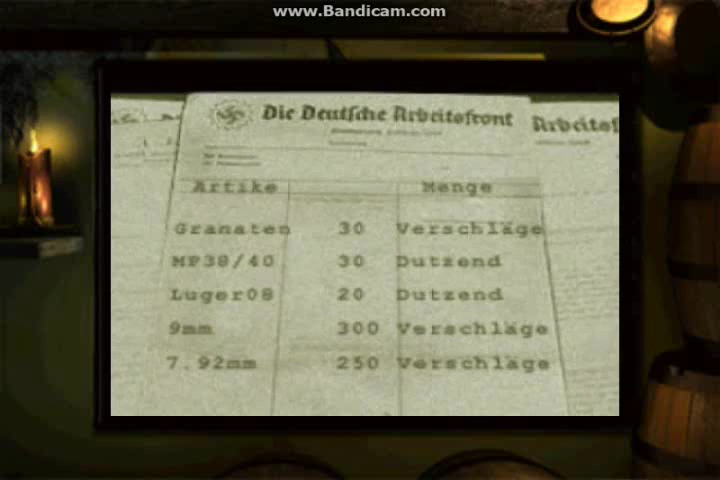 www.Bandicam.com
Die Deutsche Arbeitsfront
Artike Menge
Granaten 30 Verschläge
MP38/40 30 Dutzend
Luger08 20 Dutzend
9mm 300 Verschläge
7.92mm 250 Verschläge